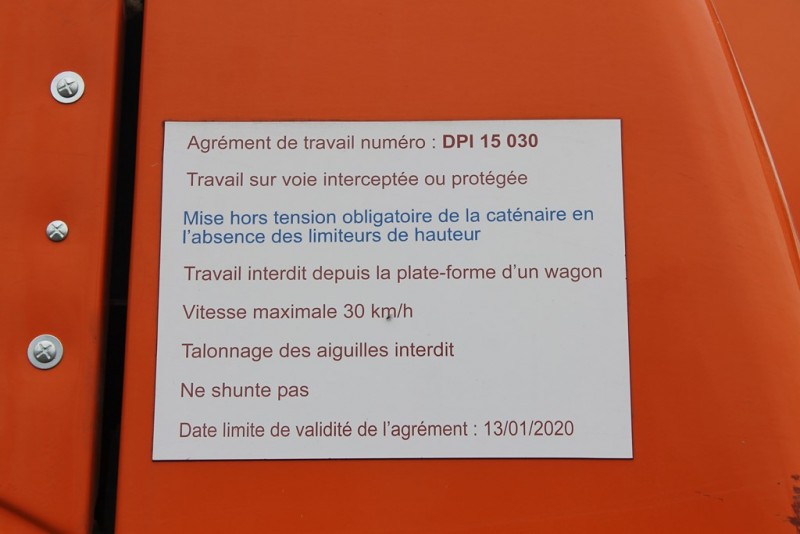 Agrément de travail numéro : DPI 15 030
Travail sur voie interceptée ou protégée
Mise hors tension obligatoire de la caténaire en
l'absence des limiteurs de hauteur
Travail interdit depuis la plate-forme d'un wagon
Vitesse maximale 30 km/h
Talonnage des aiguilles interdit
Ne shunte pas
Date limite de validité de l'agrément : 13/01/2020